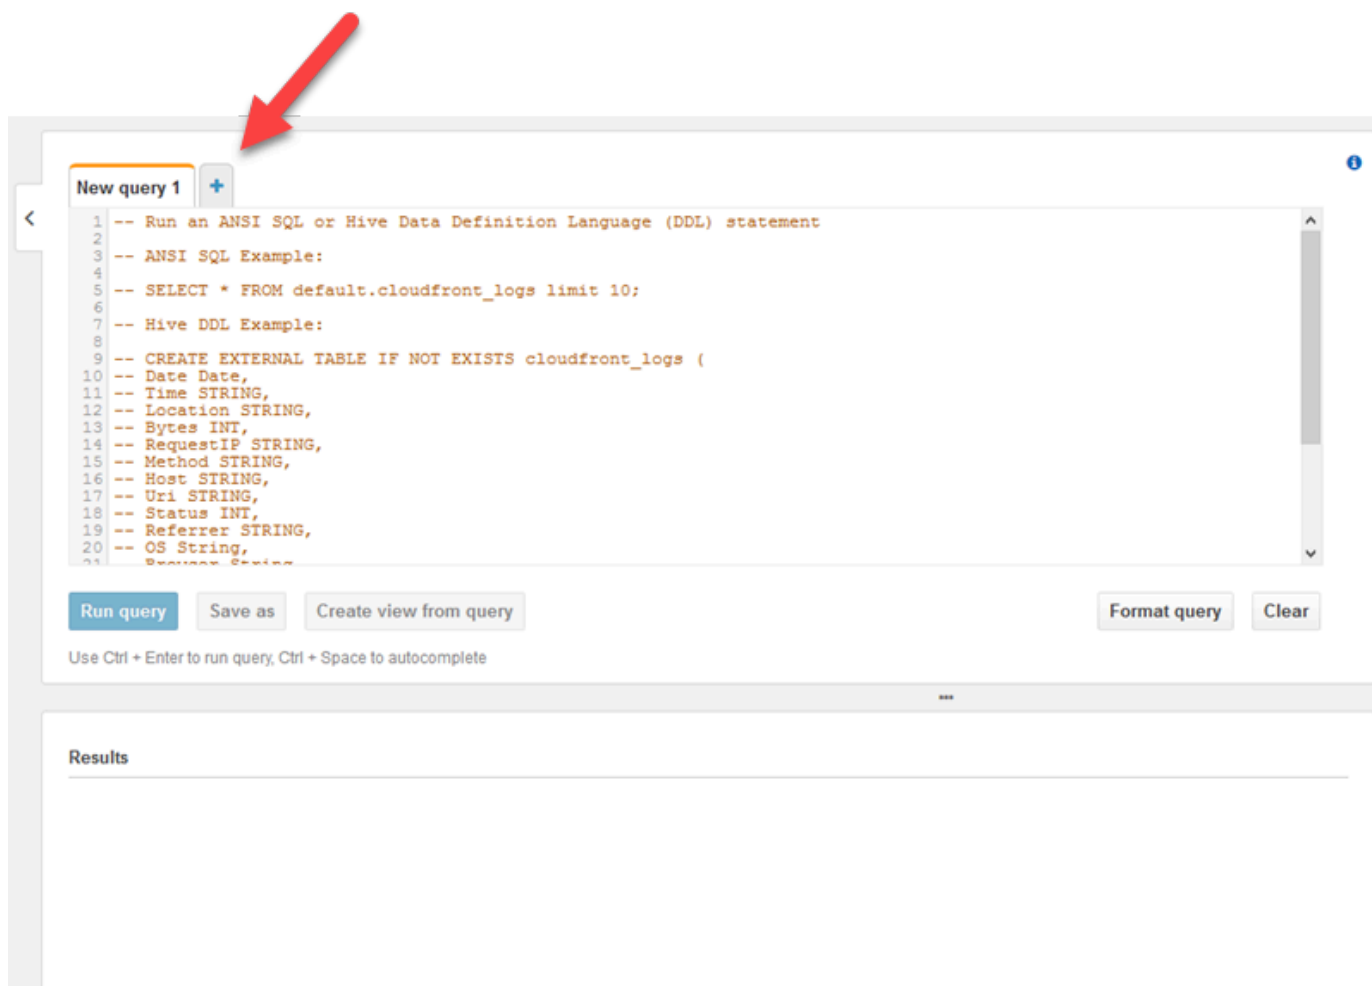 New query 1 +
1 -- Run an ANSI SQL or Hive Data Definition Language (DDL) statement
2
3 -- ANSI SQL Example:
4
5 -- SELECT * FROM default.cloudfront_logs limit 10;
6
7 -- Hive DDL Example:
8
9 -- CREATE EXTERNAL TABLE IF NOT EXISTS cloudfront_logs (
10 -- Date Date,
11 -- Time STRING,
12 -- Location STRING,
13 -- Bytes INT,
14 -- RequestIP STRING,
15 -- Method STRING,
16 -- Host STRING,
17 -- Uri STRING,
18 -- Status INT,
19 -- Referrer STRING,
20 -- OS String,
21 -- Browser String
Run query Save as Create view from query Format query Clear
Use Ctrl + Enter to run query, Ctrl + Space to autocomplete
Results